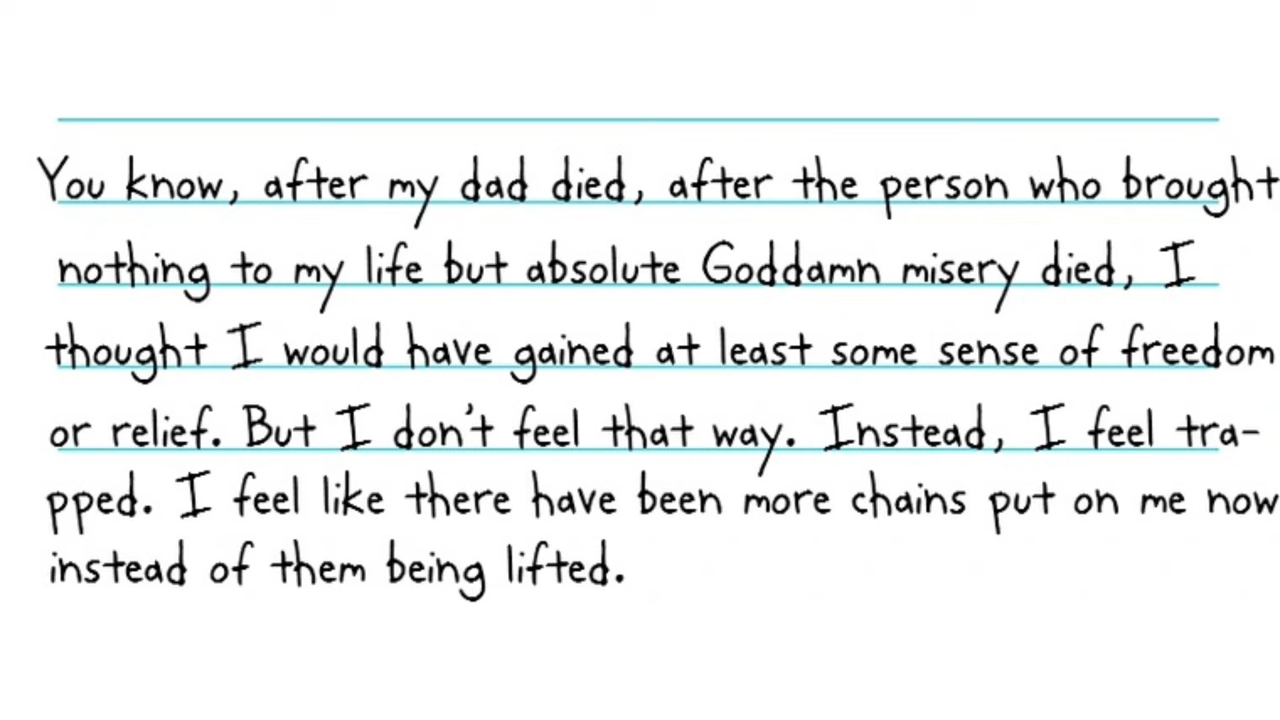 You know, after my dad died, after the person who brought
nothing to my life but absolute Goddamn misery died, I
thought I would have gained at least some sense of freedom
or relief. But I don't feel that way. Instead, I feel tra-
pped. I feel like there have been more chains put on me now
instead of them being lifted.